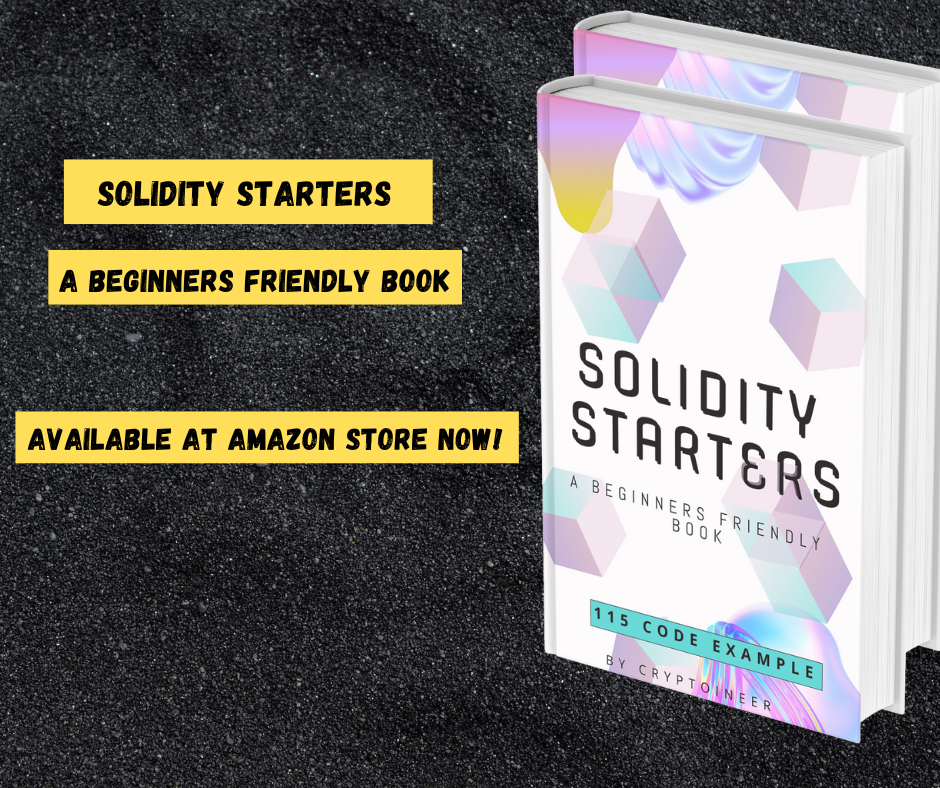 SOLIDITY STARTERS
A BEGINNERS FRIENDLY BOOK
AVAILABLE AT AMAZON STORE NOW!
SOLIDITY
STARTERS
A BEGINNERS FRIENDLY
BOOK
115 CODE EXAMPLE
BY CRYPTOINEER